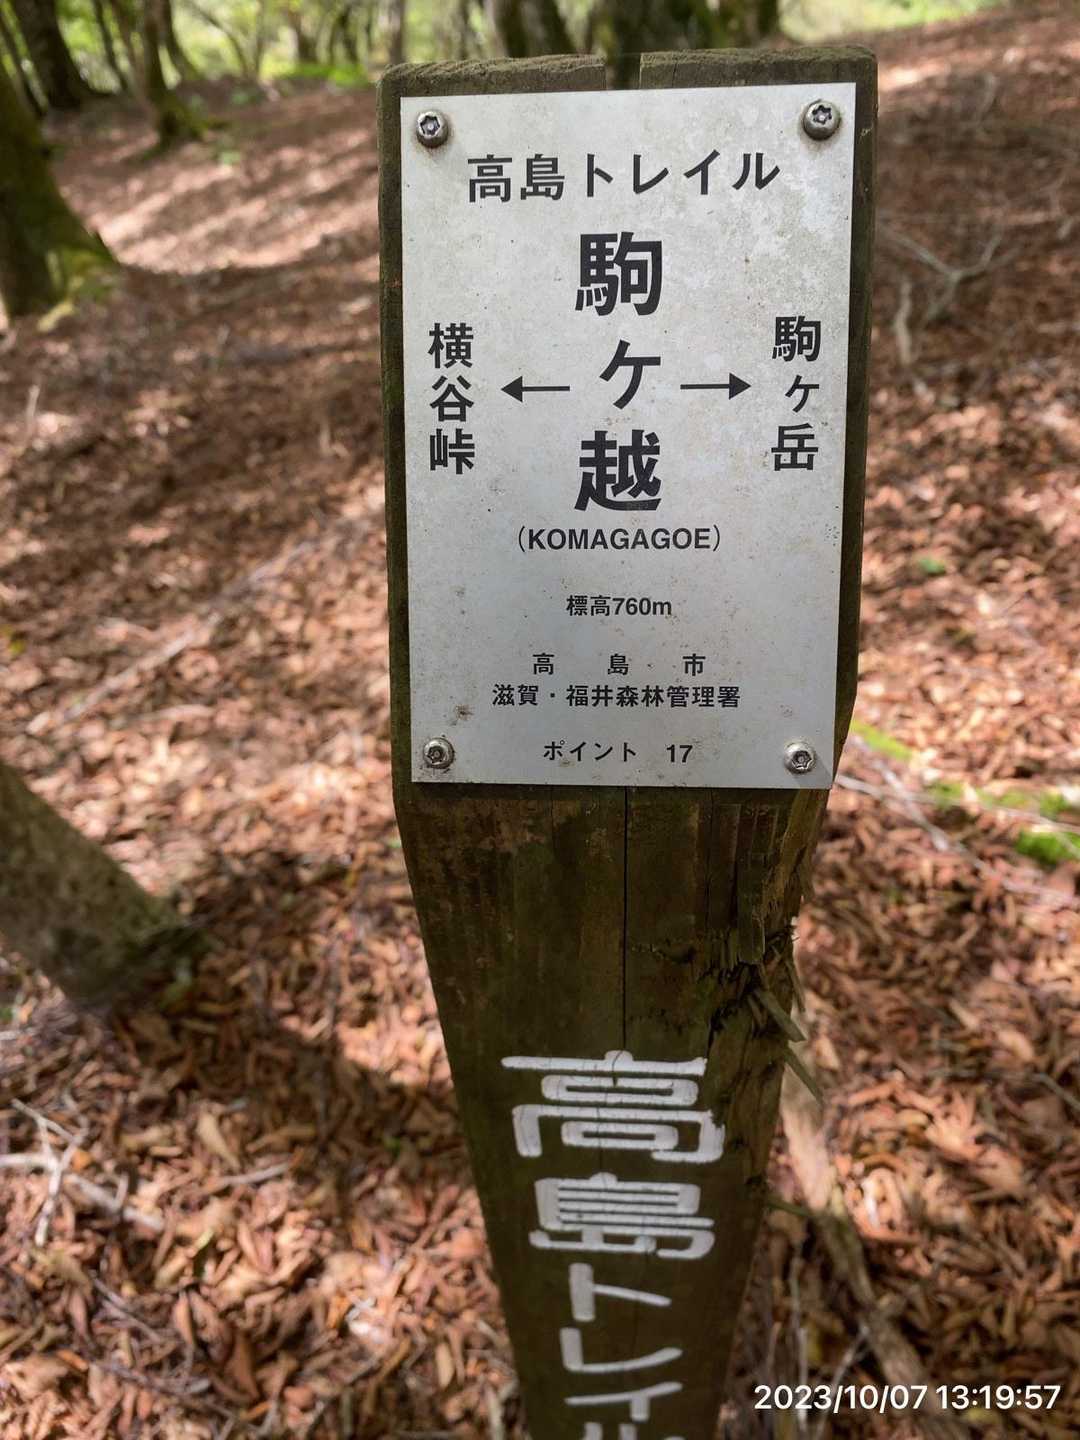 高島トレイル
駒ヶ越
横谷峠 ← → 駒ヶ岳
(KOMAGAGOE)
標高760m
高 島 市
滋賀・福井森林管理署
ポイント 17
高島トレイル
2023/10/07 13:19:57